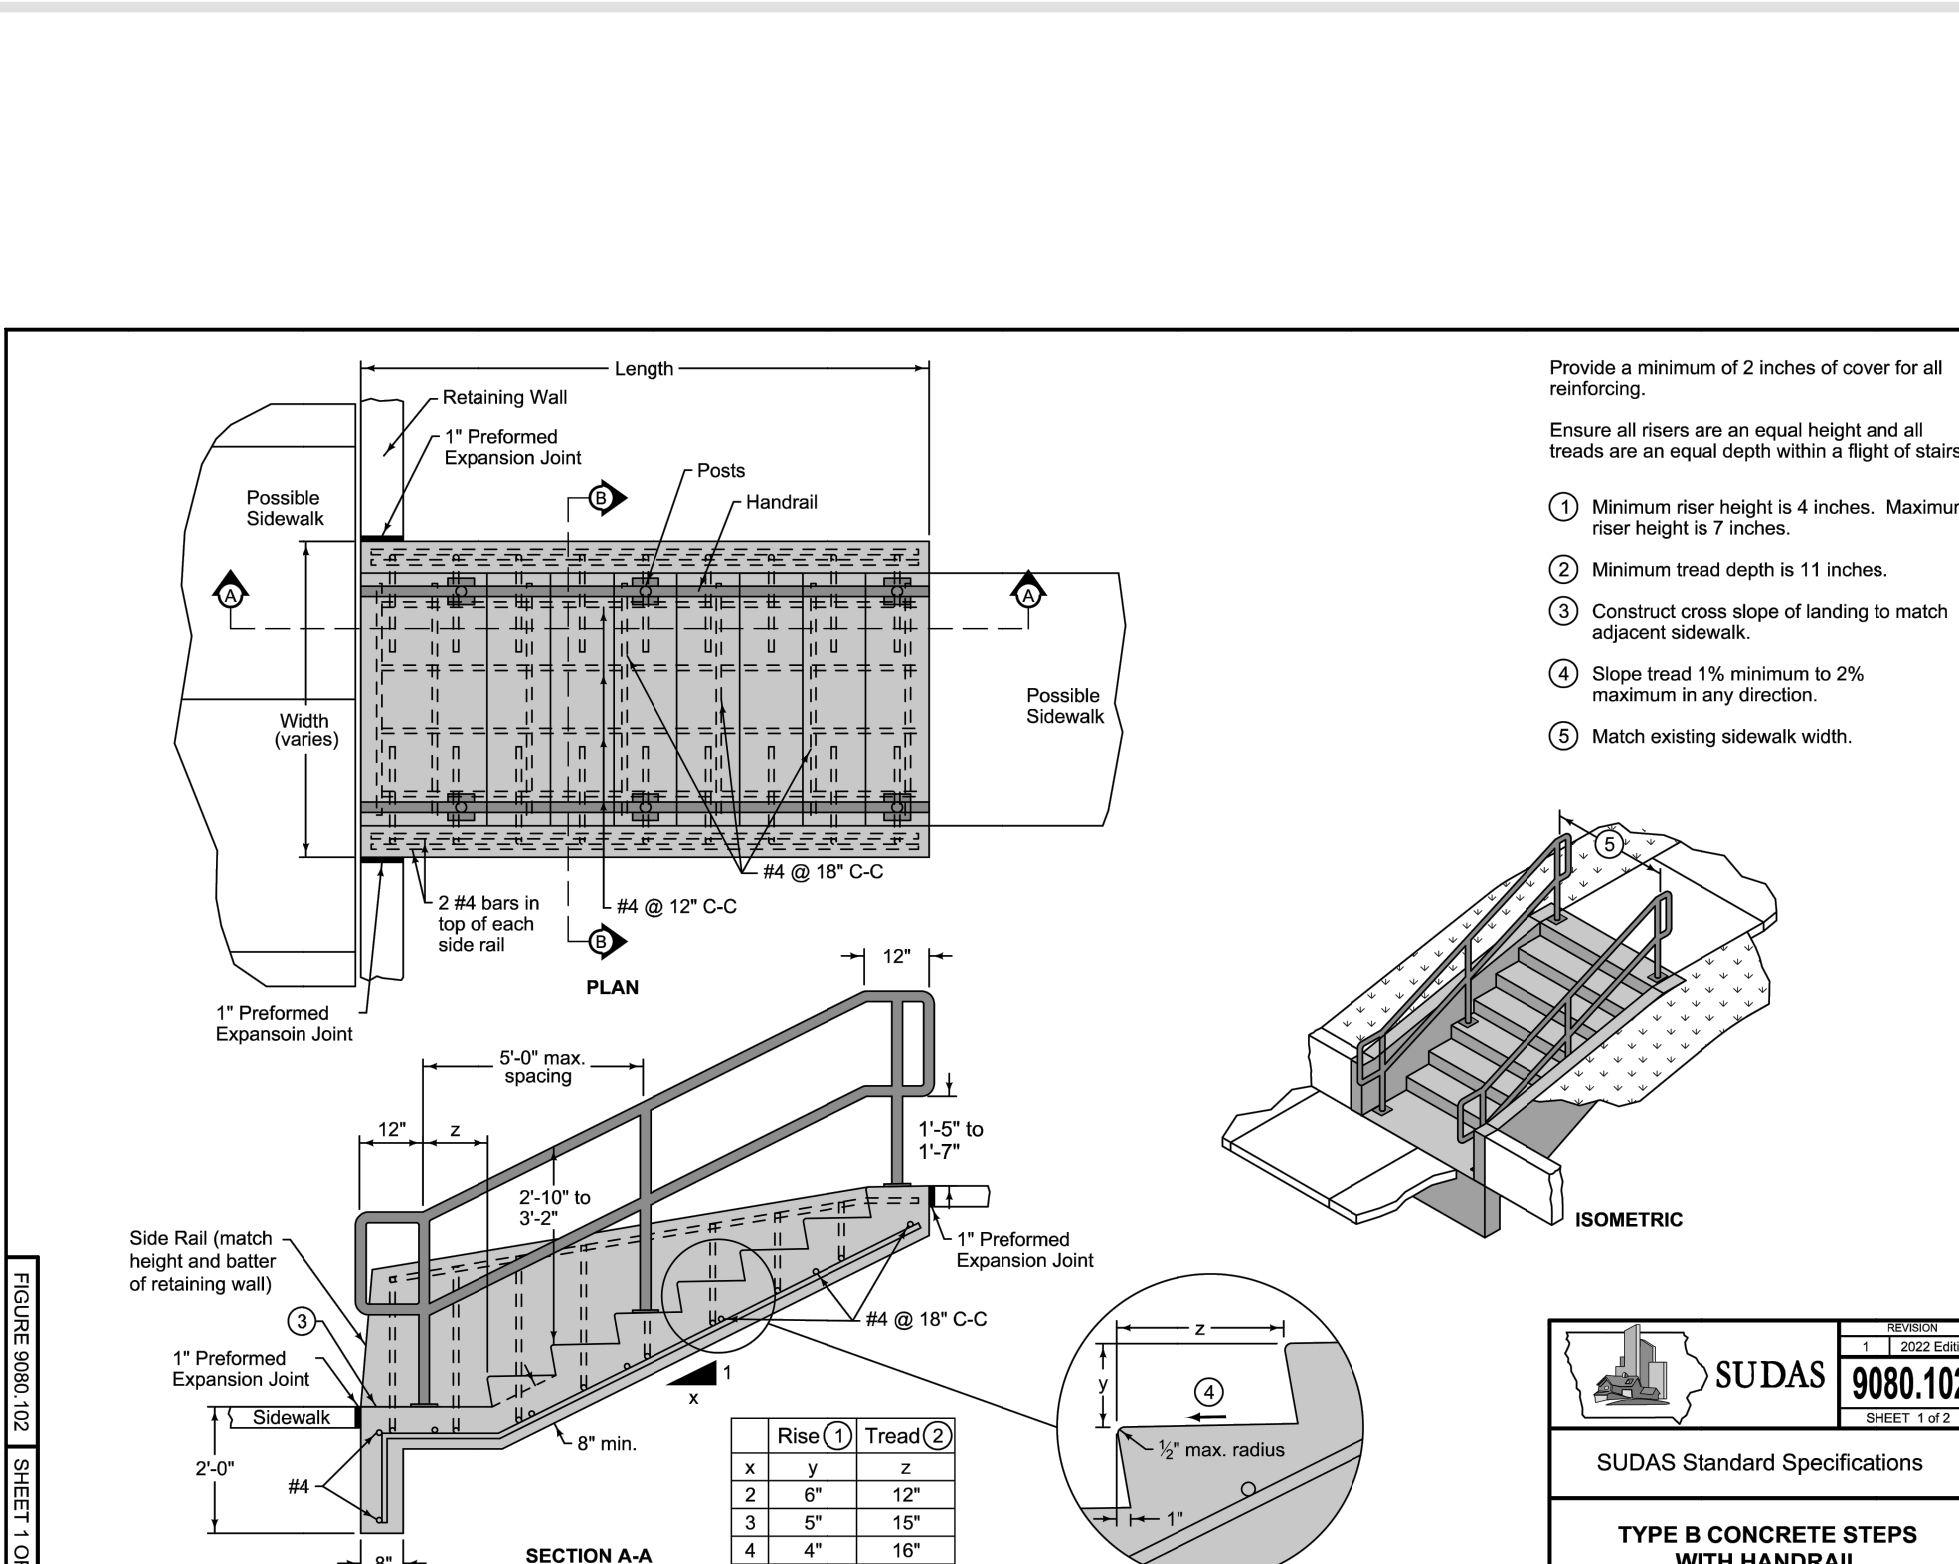 Length
Retaining Wall
1" Preformed
Expansion Joint
Posts
Handrail
Possible
Sidewalk
B
A
A
Width
(varies)
Possible
Sidewalk
#4 @ 18" C-C
#4 @ 12" C-C
2 #4 bars in
top of each
side rail
B
PLAN
1" Preformed
Expansoin Joint
Provide a minimum of 2 inches of cover for all
reinforcing.
Ensure all risers are an equal height and all
treads are an equal depth within a flight of stairs
1 Minimum riser height is 4 inches. 
riser height is 7 inches.
2 Minimum tread depth is 11 inches.
3 Construct cross slope of landing to match
adjacent sidewalk.
4 Slope tread 1% minimum to 2%
maximum in any direction.
5 Match existing sidewalk width.
5
ISOMETRIC
12"
5'-0" max.
spacing
12"
z
1'-5" to
1'-7"
2'-10" to
3'-2"
Side Rail (match
height and batter
of retaining wall)
3
1" Preformed
Expansion Joint
Sidewalk
2'-0"
#4
8"
8" min.
1
x
1" Preformed
Expansion Joint
#4 @ 18" C-C
SECTION A-A
Rise 1 Tread 2
x y z
2 6" 12"
3 5" 15"
4 4" 16"
z
y
4
½" max. radius
1"
FIGURE 9080.102
SHEET 1
SUDAS
REVISION
1 2022
9080.102
SHEET 1 of 2
SUDAS Standard Specifications
TYPE B CONCRETE STEPS
WITH HANDRAIL